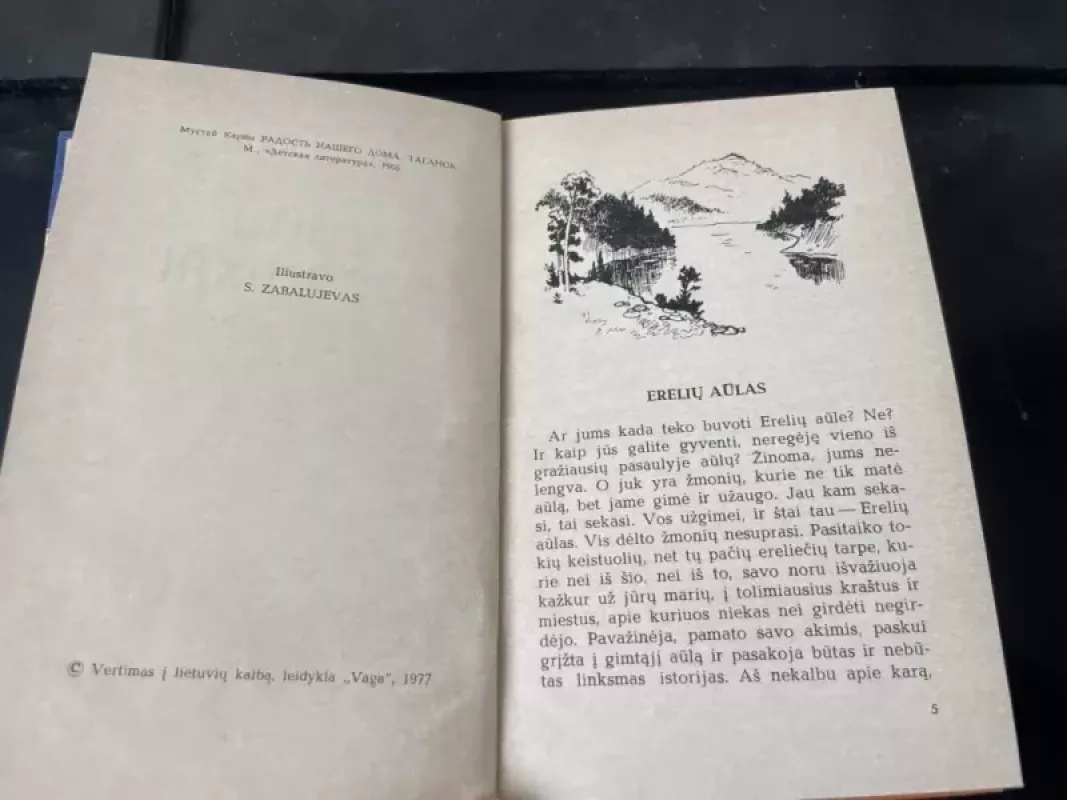 Мустай Карим РАДОСТЬ НАШЕГО ДОМА. ТАГАНОК
М., «Детская литература», 1966
Iliustravo
S. ZABALUJEVAS
© Vertimas į lietuvių kalbą, leidykla „Vaga", 1977
ERELIŲ AŪLAS
Ar jums kada teko buvoti Erelių aūle? Ne?
Ir kaip jūs galite gyventi, neregėję vieno iš
gražiausių pasaulyje aūlų? Žinoma, jums ne-
lengva. O juk yra žmonių, kurie ne tik matė
aūlą, bet jame gimė ir užaugo. Jau kam seka-
si, tai sekasi. Vos užgimei, ir štai tau — Erelių
aūlas. Vis dėlto žmonių nesuprasi. Pasitaiko to-
kių keistuolių, net tų pačių ereliečių tarpe, ku-
rie nei iš šio, nei iš to, savo noru išvažiuoja
kažkur už jūrų marių, į tolimiausius kraštus ir
miestus, apie kuriuos niekas nei girdėti negir-
dėjo. Pavažinėja, pamato savo akimis, paskui
grįžta į gimtąjį aūlą ir pasakoja būtas ir nebū-
tas linksmas istorijas. Aš nekalbu apie karą,
5